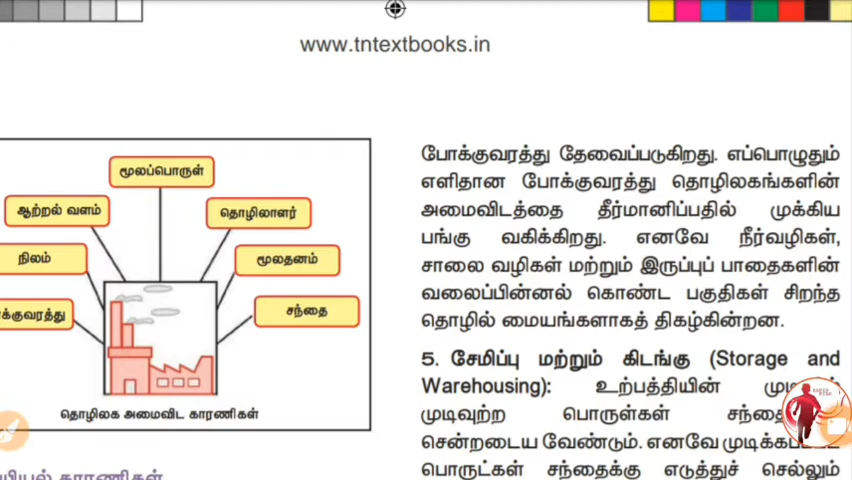 www.tntextbooks.in
மூலப்பொருள்
ஆற்றல் வளம்
தொழிலாளர்
நிலம்
மூலதனம்
சந்தை
தொழிலக அமைவிட காரணிகள்
போக்குவரத்து தேவைப்படுகிறது. எப்பொழுதும்
எளிதான போக்குவரத்து தொழிலகங்களின்
அமைவிடத்தை தீர்மானிப்பதில் முக்கிய
பங்கு வகிக்கிறது. எனவே நீர்வழிகள்,
சாலை வழிகள் மற்றும் இருப்புப் பாதைகளின்
வலைப்பின்னல் கொண்ட பகுதிகள் சிறந்த
தொழில் மையங்களாகத் திகழ்கின்றன.
5. சேமிப்பு மற்றும் கிடங்கு (Storage and
Warehousing): உற்பத்தியின்
முடிவுற்ற பொருள்கள்
சென்றடைய வேண்டும். எனவே
பொருட்கள் சந்தைக்கு எடுத்துச் செல்லும்